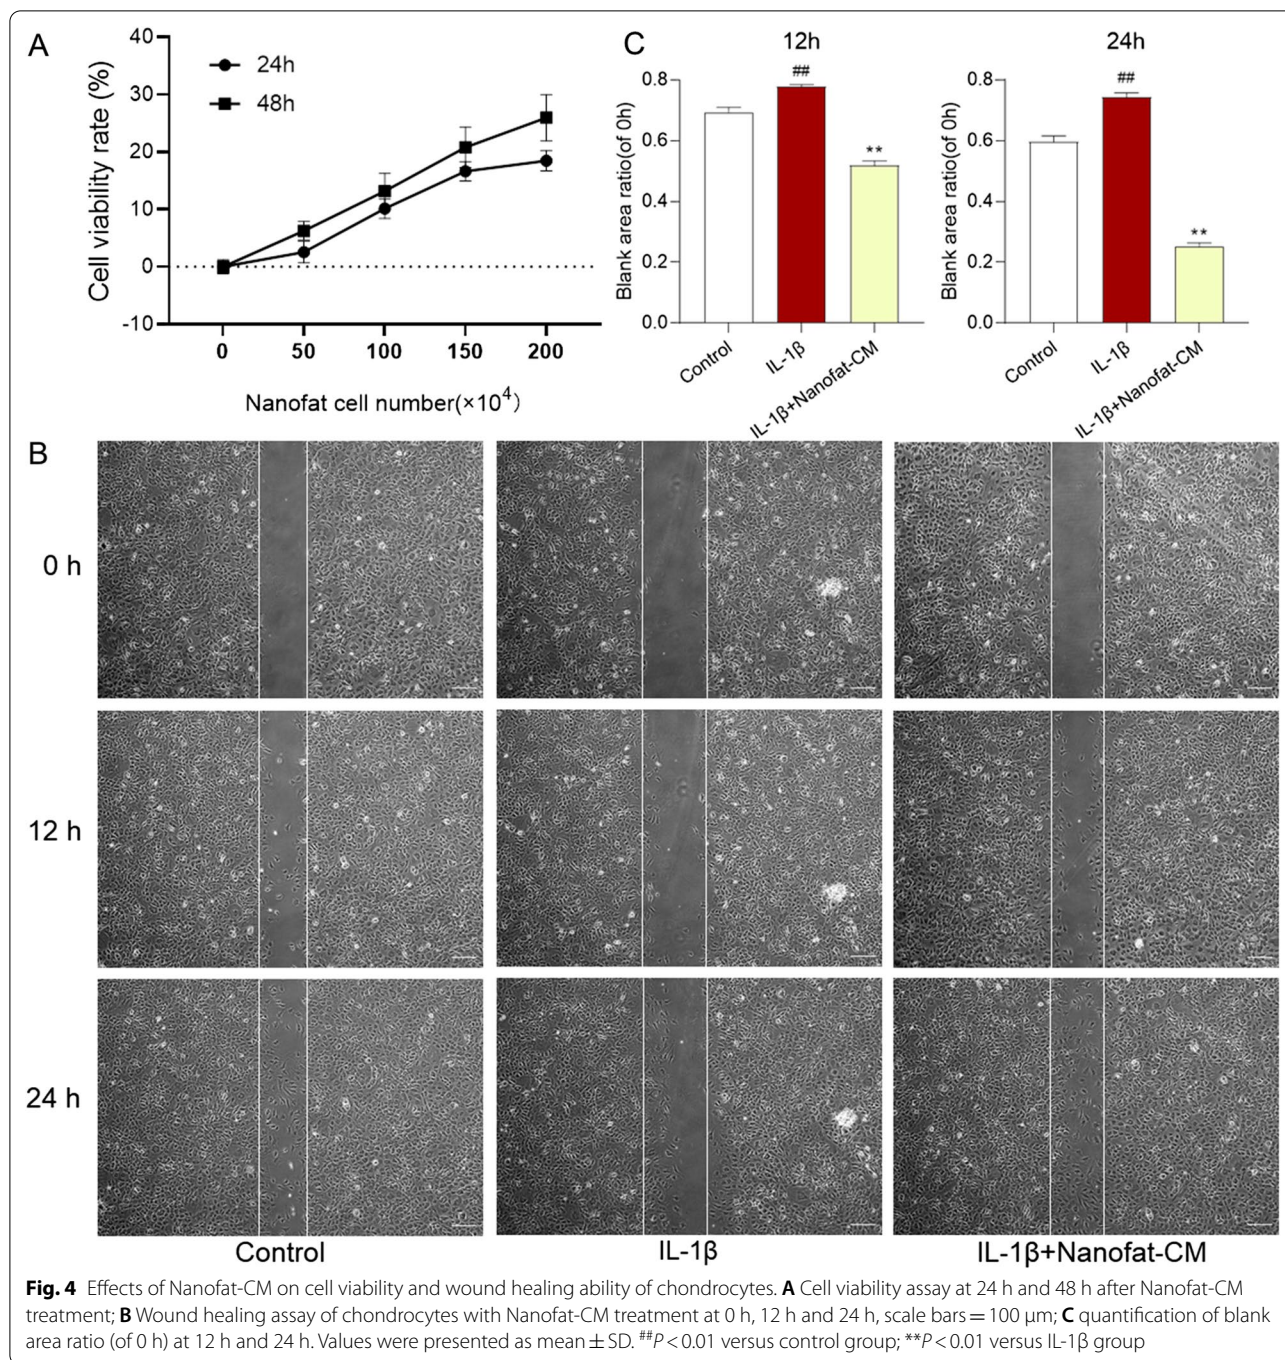 A
Cell viability rate (%)
40
30
20
10
0
-10
24h
48h
0 50 100 150 200
Nanofat cell number(×10⁴)
C
12h
Blank area ratio(of 0h)
0.8
0.6
0.4
0.2
0.0
##
**
Control
IL-1β
IL-1β+Nanofat-CM
24h
Blank area ratio(of 0h)
0.8
0.6
0.4
0.2
0.0
##
**
Control
IL-1β
IL-1β+Nanofat-CM
B
0 h
12 h
24 h
Control IL-1β IL-1β+Nanofat-CM
Fig. 4 Effects of Nanofat-CM on cell viability and wound healing ability of chondrocytes. A Cell viability assay at 24 h and 48 h after Nanofat-CM
treatment; B Wound healing assay of chondrocytes with Nanofat-CM treatment at 0 h, 12 h and 24 h, scale bars = 100 μm; C quantification of blank
area ratio (of 0 h) at 12 h and 24 h. Values were presented as mean ± SD. ##P < 0.01 versus control group; **P < 0.01 versus IL-1β group